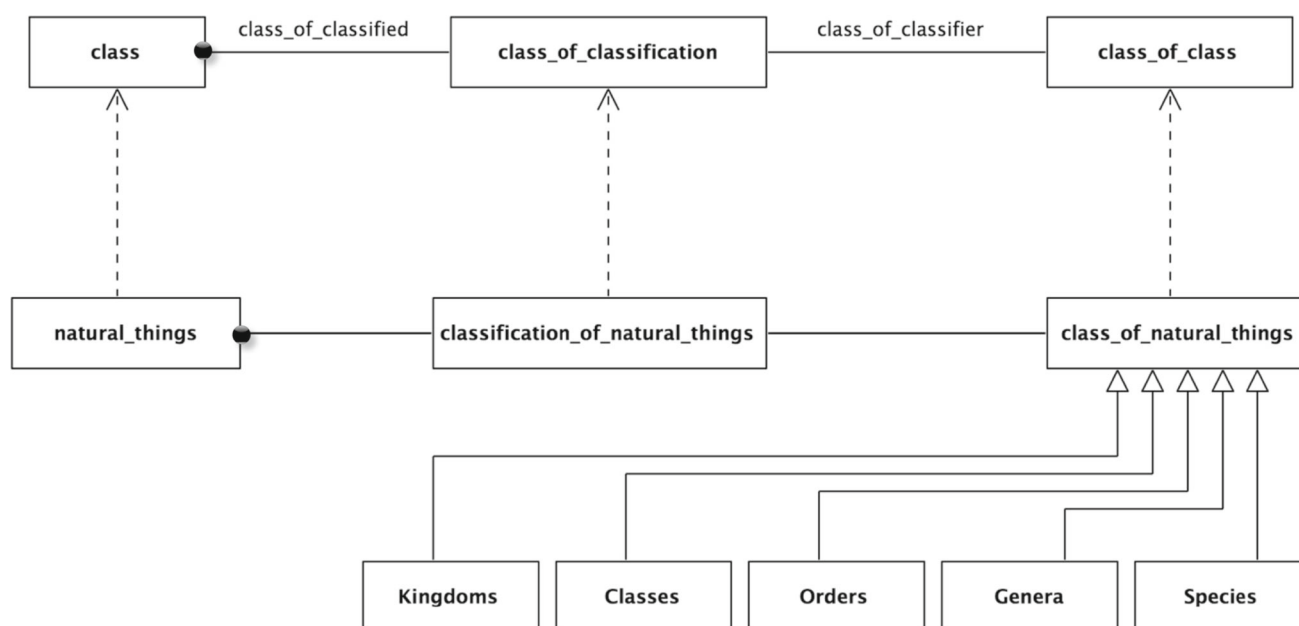 class_of_classified
class_of_classifier
class
class_of_classification
class_of_class
natural_things
classification_of_natural_things
class_of_natural_things
Kingdoms
Classes
Orders
Genera
Species